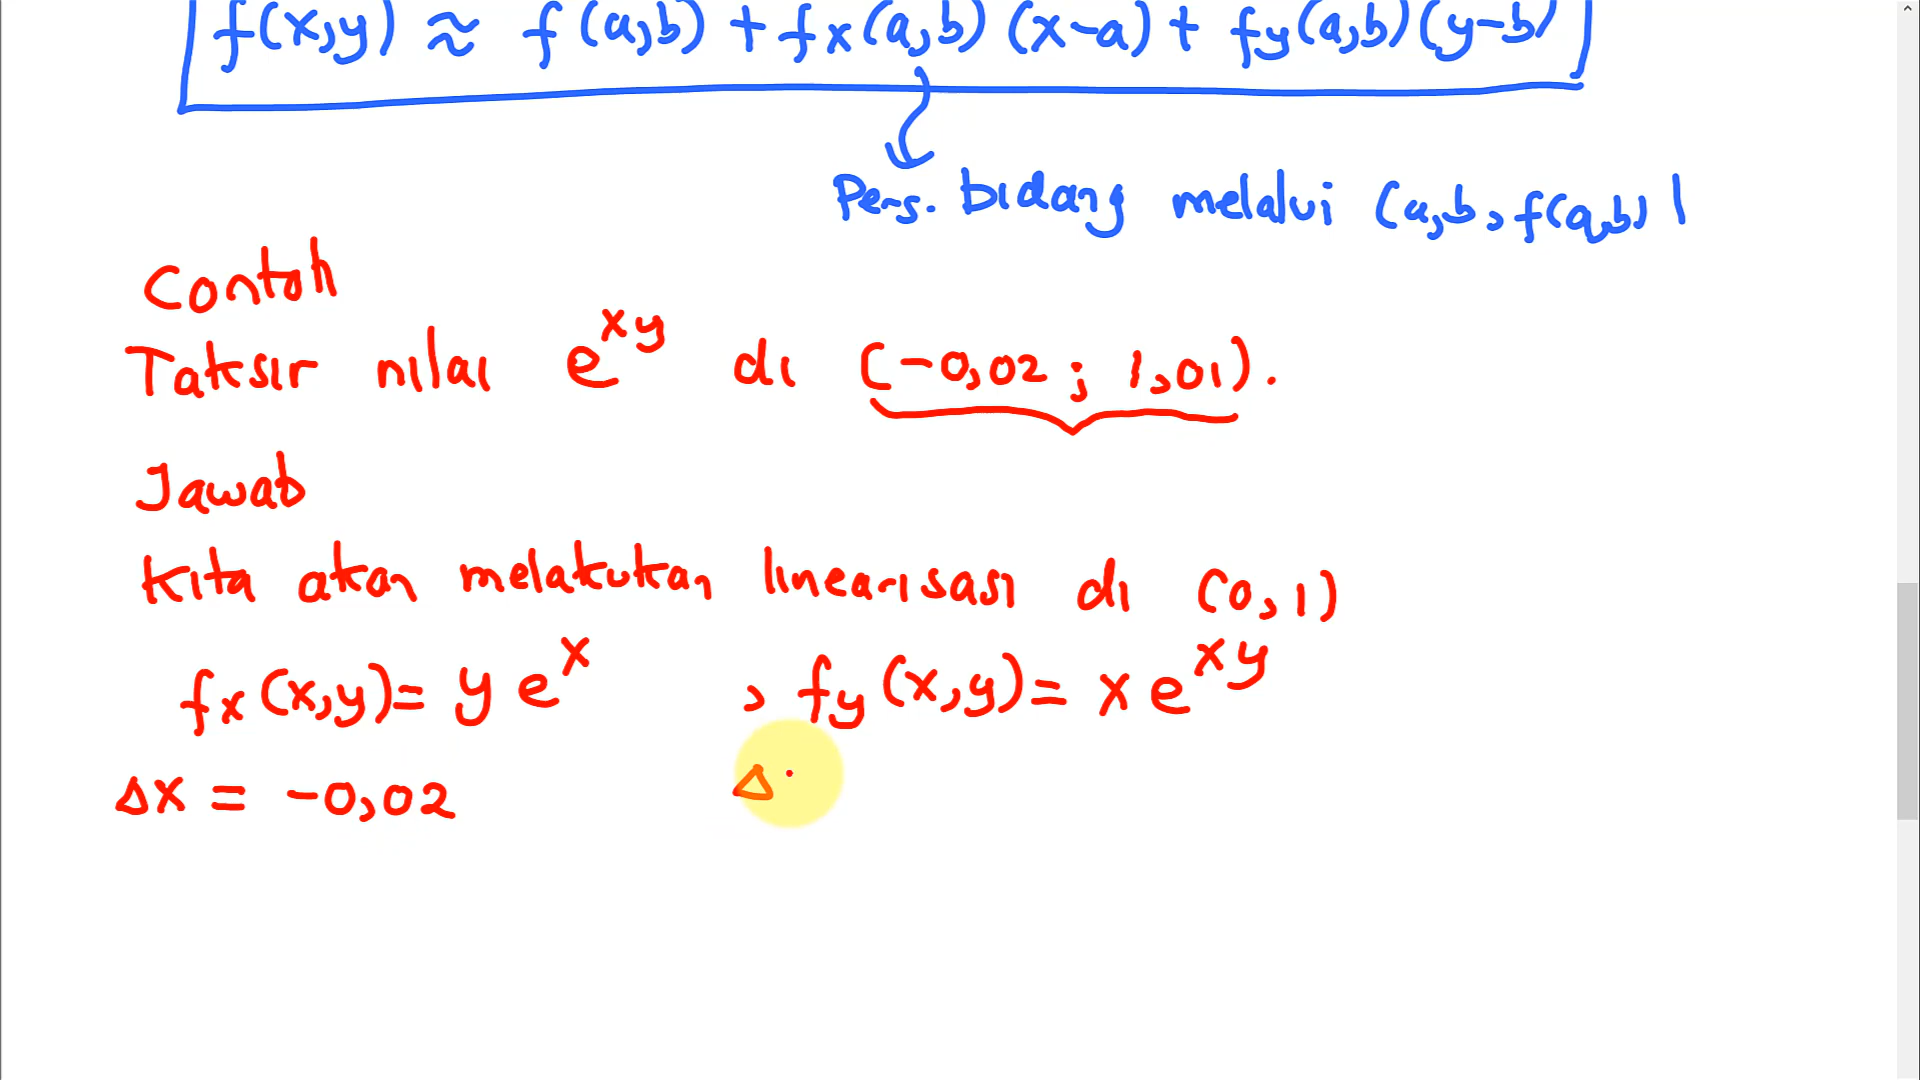 f(x,y) ≈ f(a,b) + fx(a,b)(x-a) + fy(a,b)(y-b)
Pers. bidang melalui (a,b, f(a,b))
Contoh
Taksir nilai e^xy di (-0,02 ; 1,01).
Jawab
Kita akan melakukan linearisasi di (0,1)
fx(x,y) = y e^x , fy(x,y) = x e^xy
Δx = -0,02 Δ